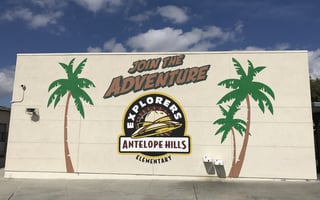 JOIN THE
ADVENTURE
EXPLORERS
ANTELOPE HILLS
ELEMENTARY